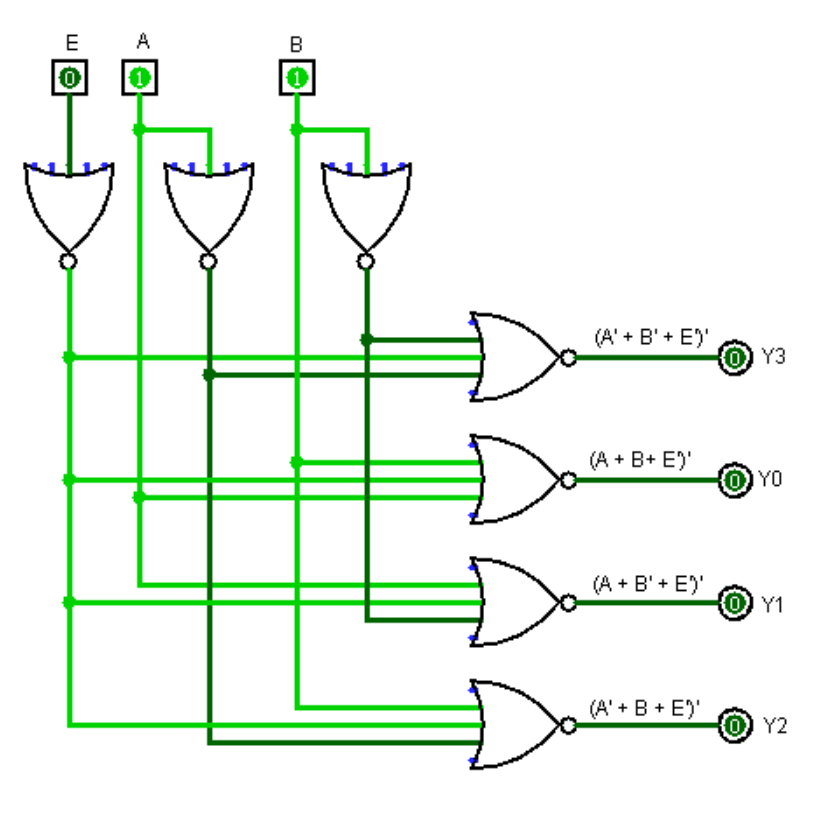 E A B
0 1 1
(A' + B' + E')' 0 Y3
(A + B+ E')' 0 Y0
(A + B' + E')' 0 Y1
(A' + B + E')' 0 Y2